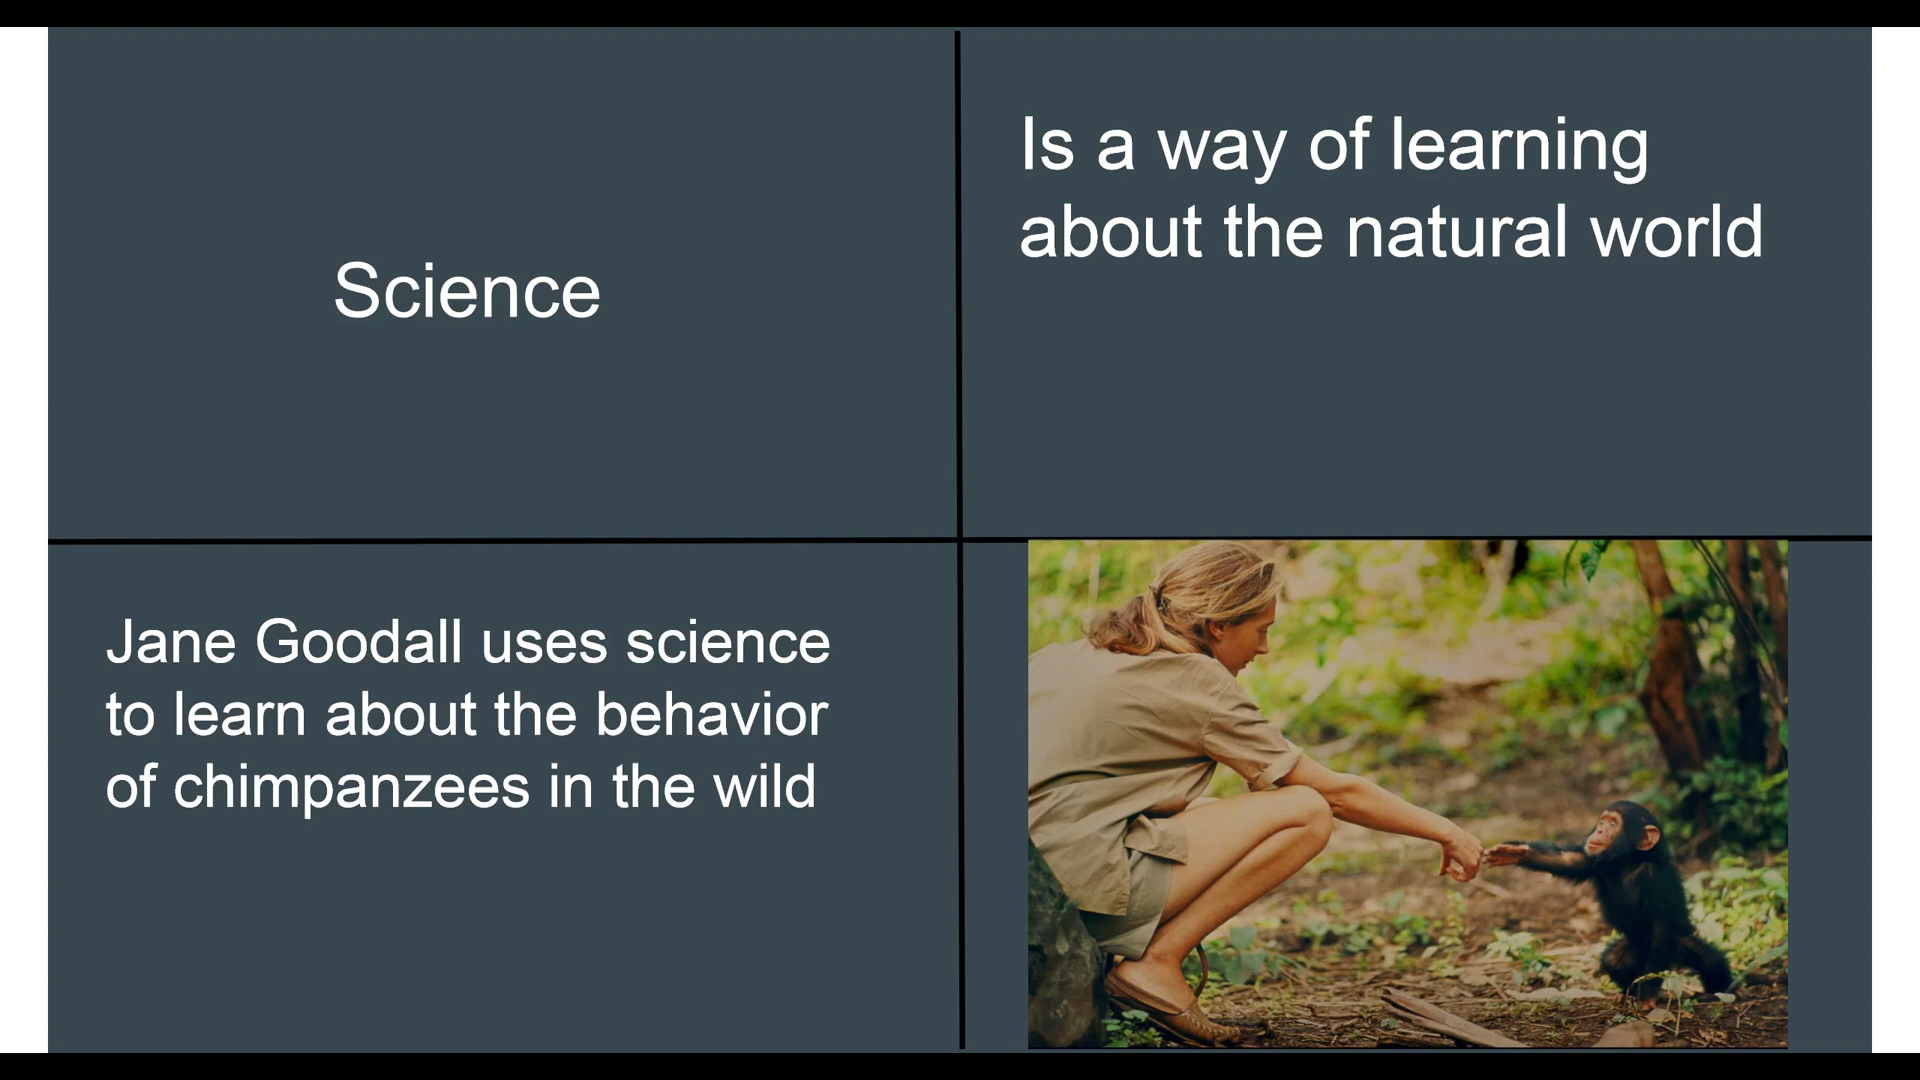 Science
Is a way of learning
about the natural world
Jane Goodall uses science
to learn about the behavior
of chimpanzees in the wild